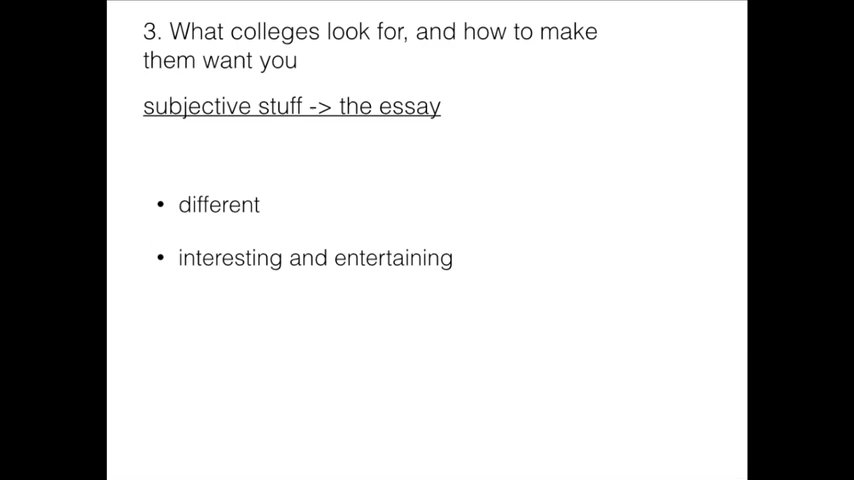 3. What colleges look for, and how to make
them want you
subjective stuff -> the essay
• different
• interesting and entertaining